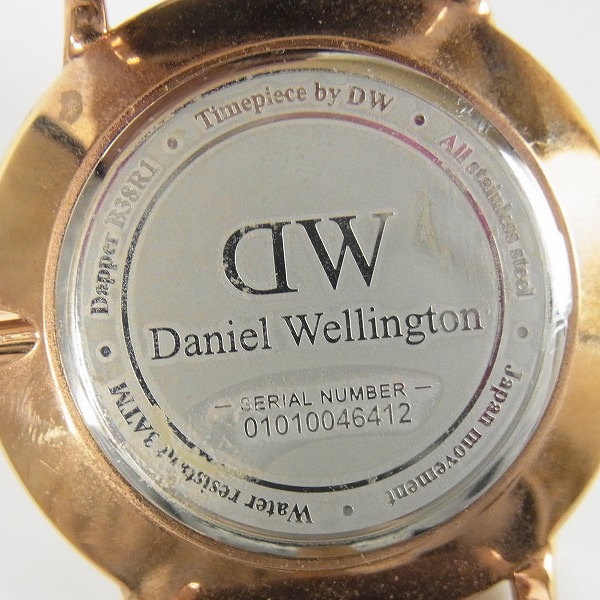 Timepiece by DW • All stainless steel • Japan movement • Water resistant 3ATM • Dapper B38R1 •
DW
Daniel Wellington
— SERIAL NUMBER —
01010046412